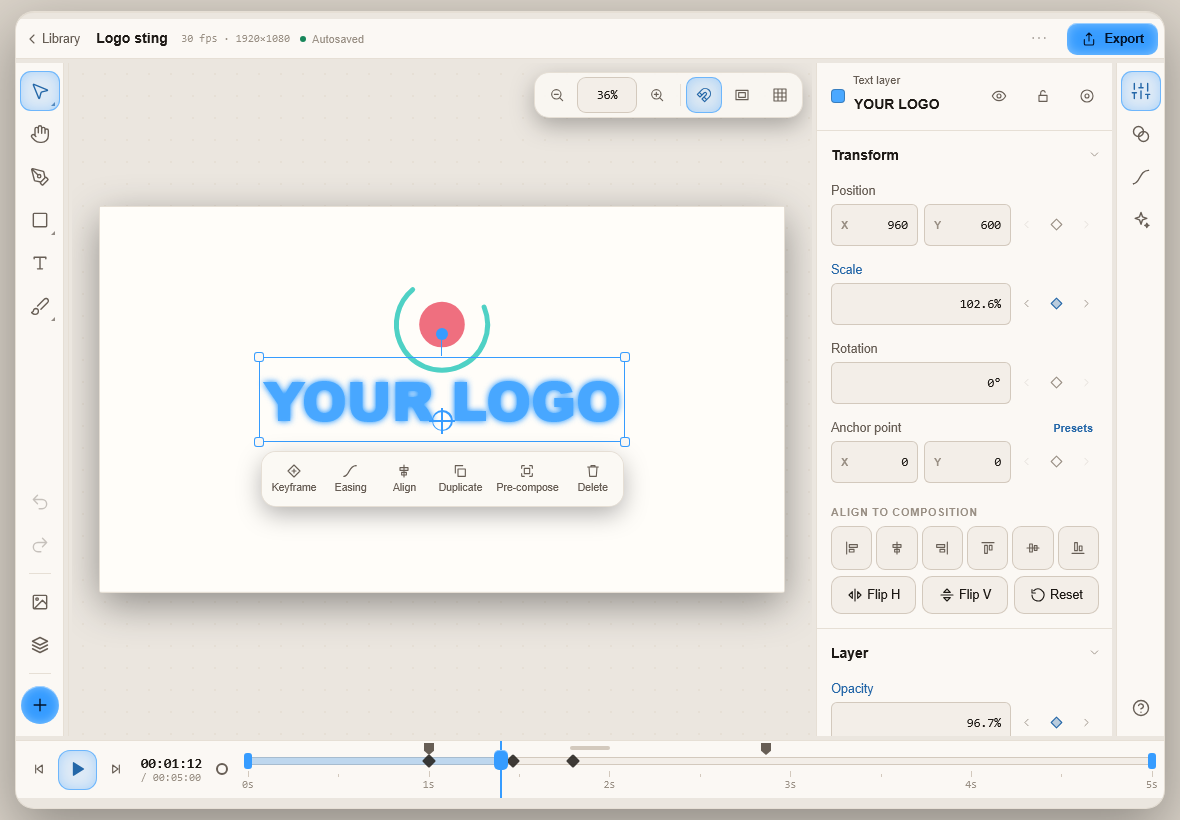 Library Logo sting 30 fps · 1920×1080 Autosaved ··· Export
36%
Text layer
YOUR LOGO
Transform
Position
X 960 Y 600
Scale
102.6%
Rotation
0°
Anchor point Presets
X 0 Y 0
ALIGN TO COMPOSITION
Flip H Flip V Reset
Layer
Opacity
96.7%
YOUR LOGO
Keyframe Easing Align Duplicate Pre-compose Delete
00:01:12
/ 00:05:00
0s 1s 2s 3s 4s 5s